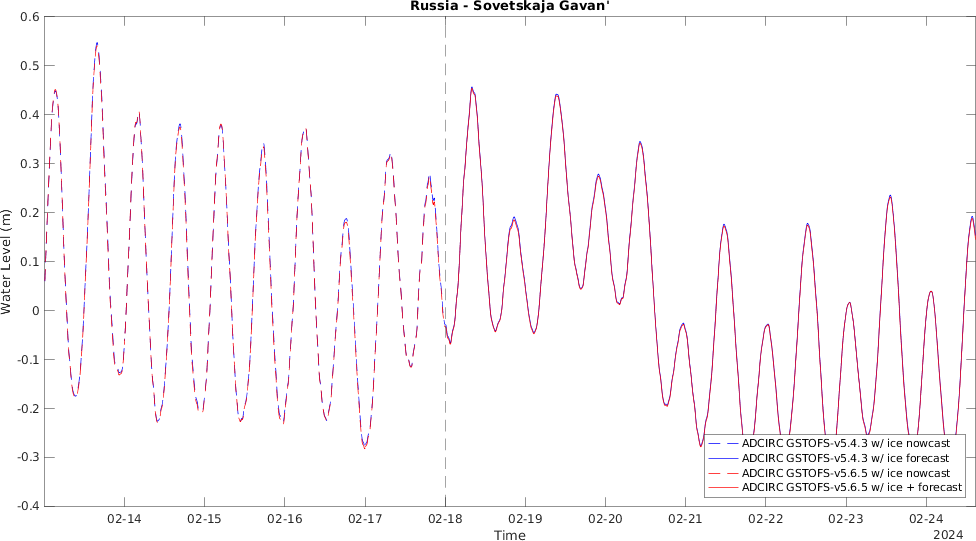 Russia - Sovetskaja Gavan'
0.6
0.5
0.4
0.3
0.2
0.1
0
-0.1
-0.2
-0.3
-0.4
Water Level (m)
ADCIRC GSTOFS-v5.4.3 w/ ice nowcast
ADCIRC GSTOFS-v5.4.3 w/ ice forecast
ADCIRC GSTOFS-v5.6.5 w/ ice nowcast
ADCIRC GSTOFS-v5.6.5 w/ ice + forecast
02-14 02-15 02-16 02-17 02-18 02-19 02-20 02-21 02-22 02-23 02-24
Time
2024